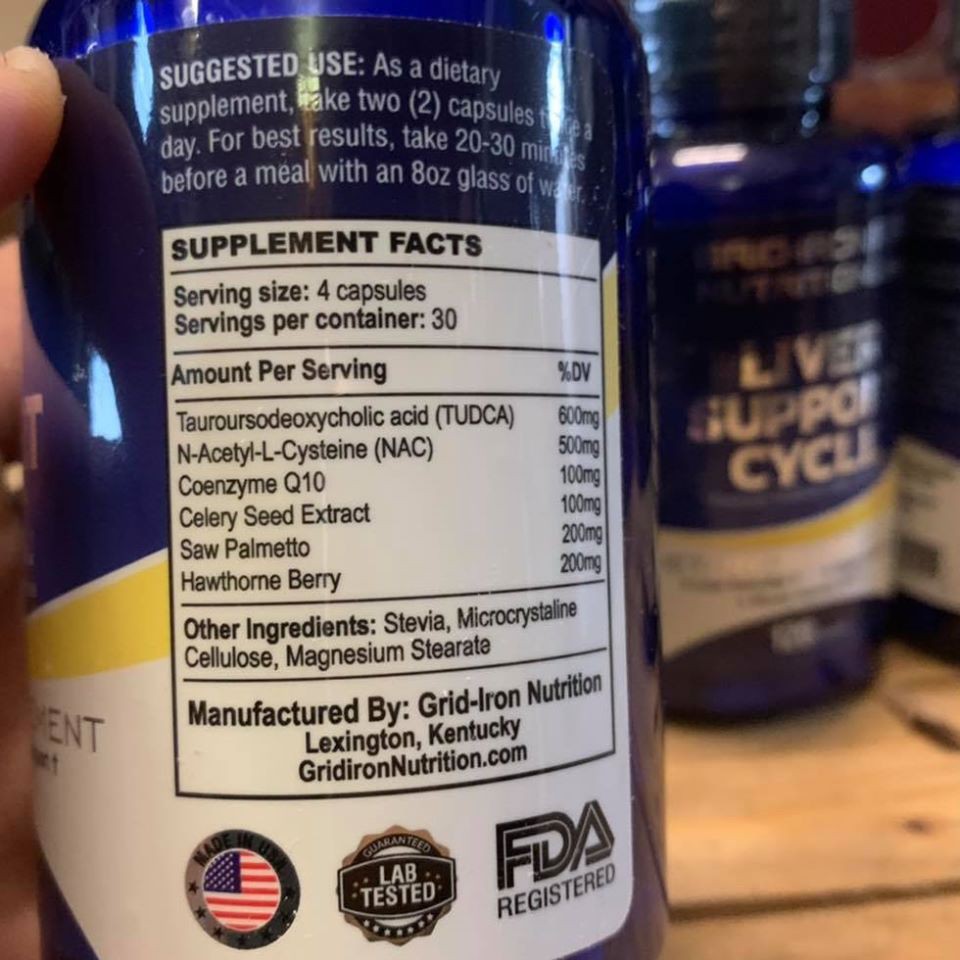 SUGGESTED USE: As a dietary
supplement, take two (2) capsules
day. For best results, take 20-30 minutes
before a meal with an 8oz glass of water.
SUPPLEMENT FACTS
Serving size: 4 capsules
Servings per container: 30
Amount Per Serving %DV
Tauroursodeoxycholic acid (TUDCA) 600mg
N-Acetyl-L-Cysteine (NAC) 500mg
Coenzyme Q10 100mg
Celery Seed Extract 100mg
Saw Palmetto 200mg
Hawthorne Berry 200mg
Other Ingredients: Stevia, Microcrystaline
Cellulose, Magnesium Stearate
Manufactured By: Grid-Iron Nutrition
Lexington, Kentucky
GridironNutrition.com
MADE IN USA
GUARANTEED
LAB
TESTED
FDA
REGISTERED
LIVER
SUPPORT
CYCLE